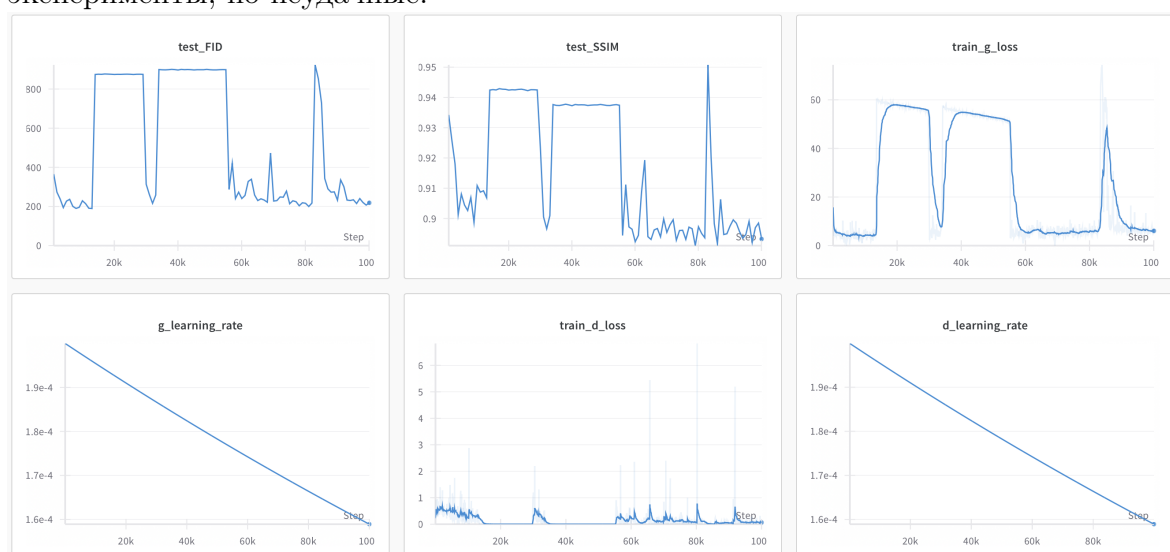 эксперименты, но неудачные.
test_FID
800
600
400
200
0
20k
40k
60k
80k
100
Step
test_SSIM
0.95
0.94
0.93
0.92
0.91
0.9
20k
40k
60k
80k
100
Step
train_g_loss
60
40
20
0
20k
40k
60k
80k
Step
g_learning_rate
1.9e-4
1.8e-4
1.7e-4
1.6e-4
20k
40k
60k
80k
100
Step
train_d_loss
6
5
4
3
2
1
0
20k
40k
60k
80k
100
Step
d_learning_rate
1.9e-4
1.8e-4
1.7e-4
1.6e-4
20k
40k
60k
80k
Step